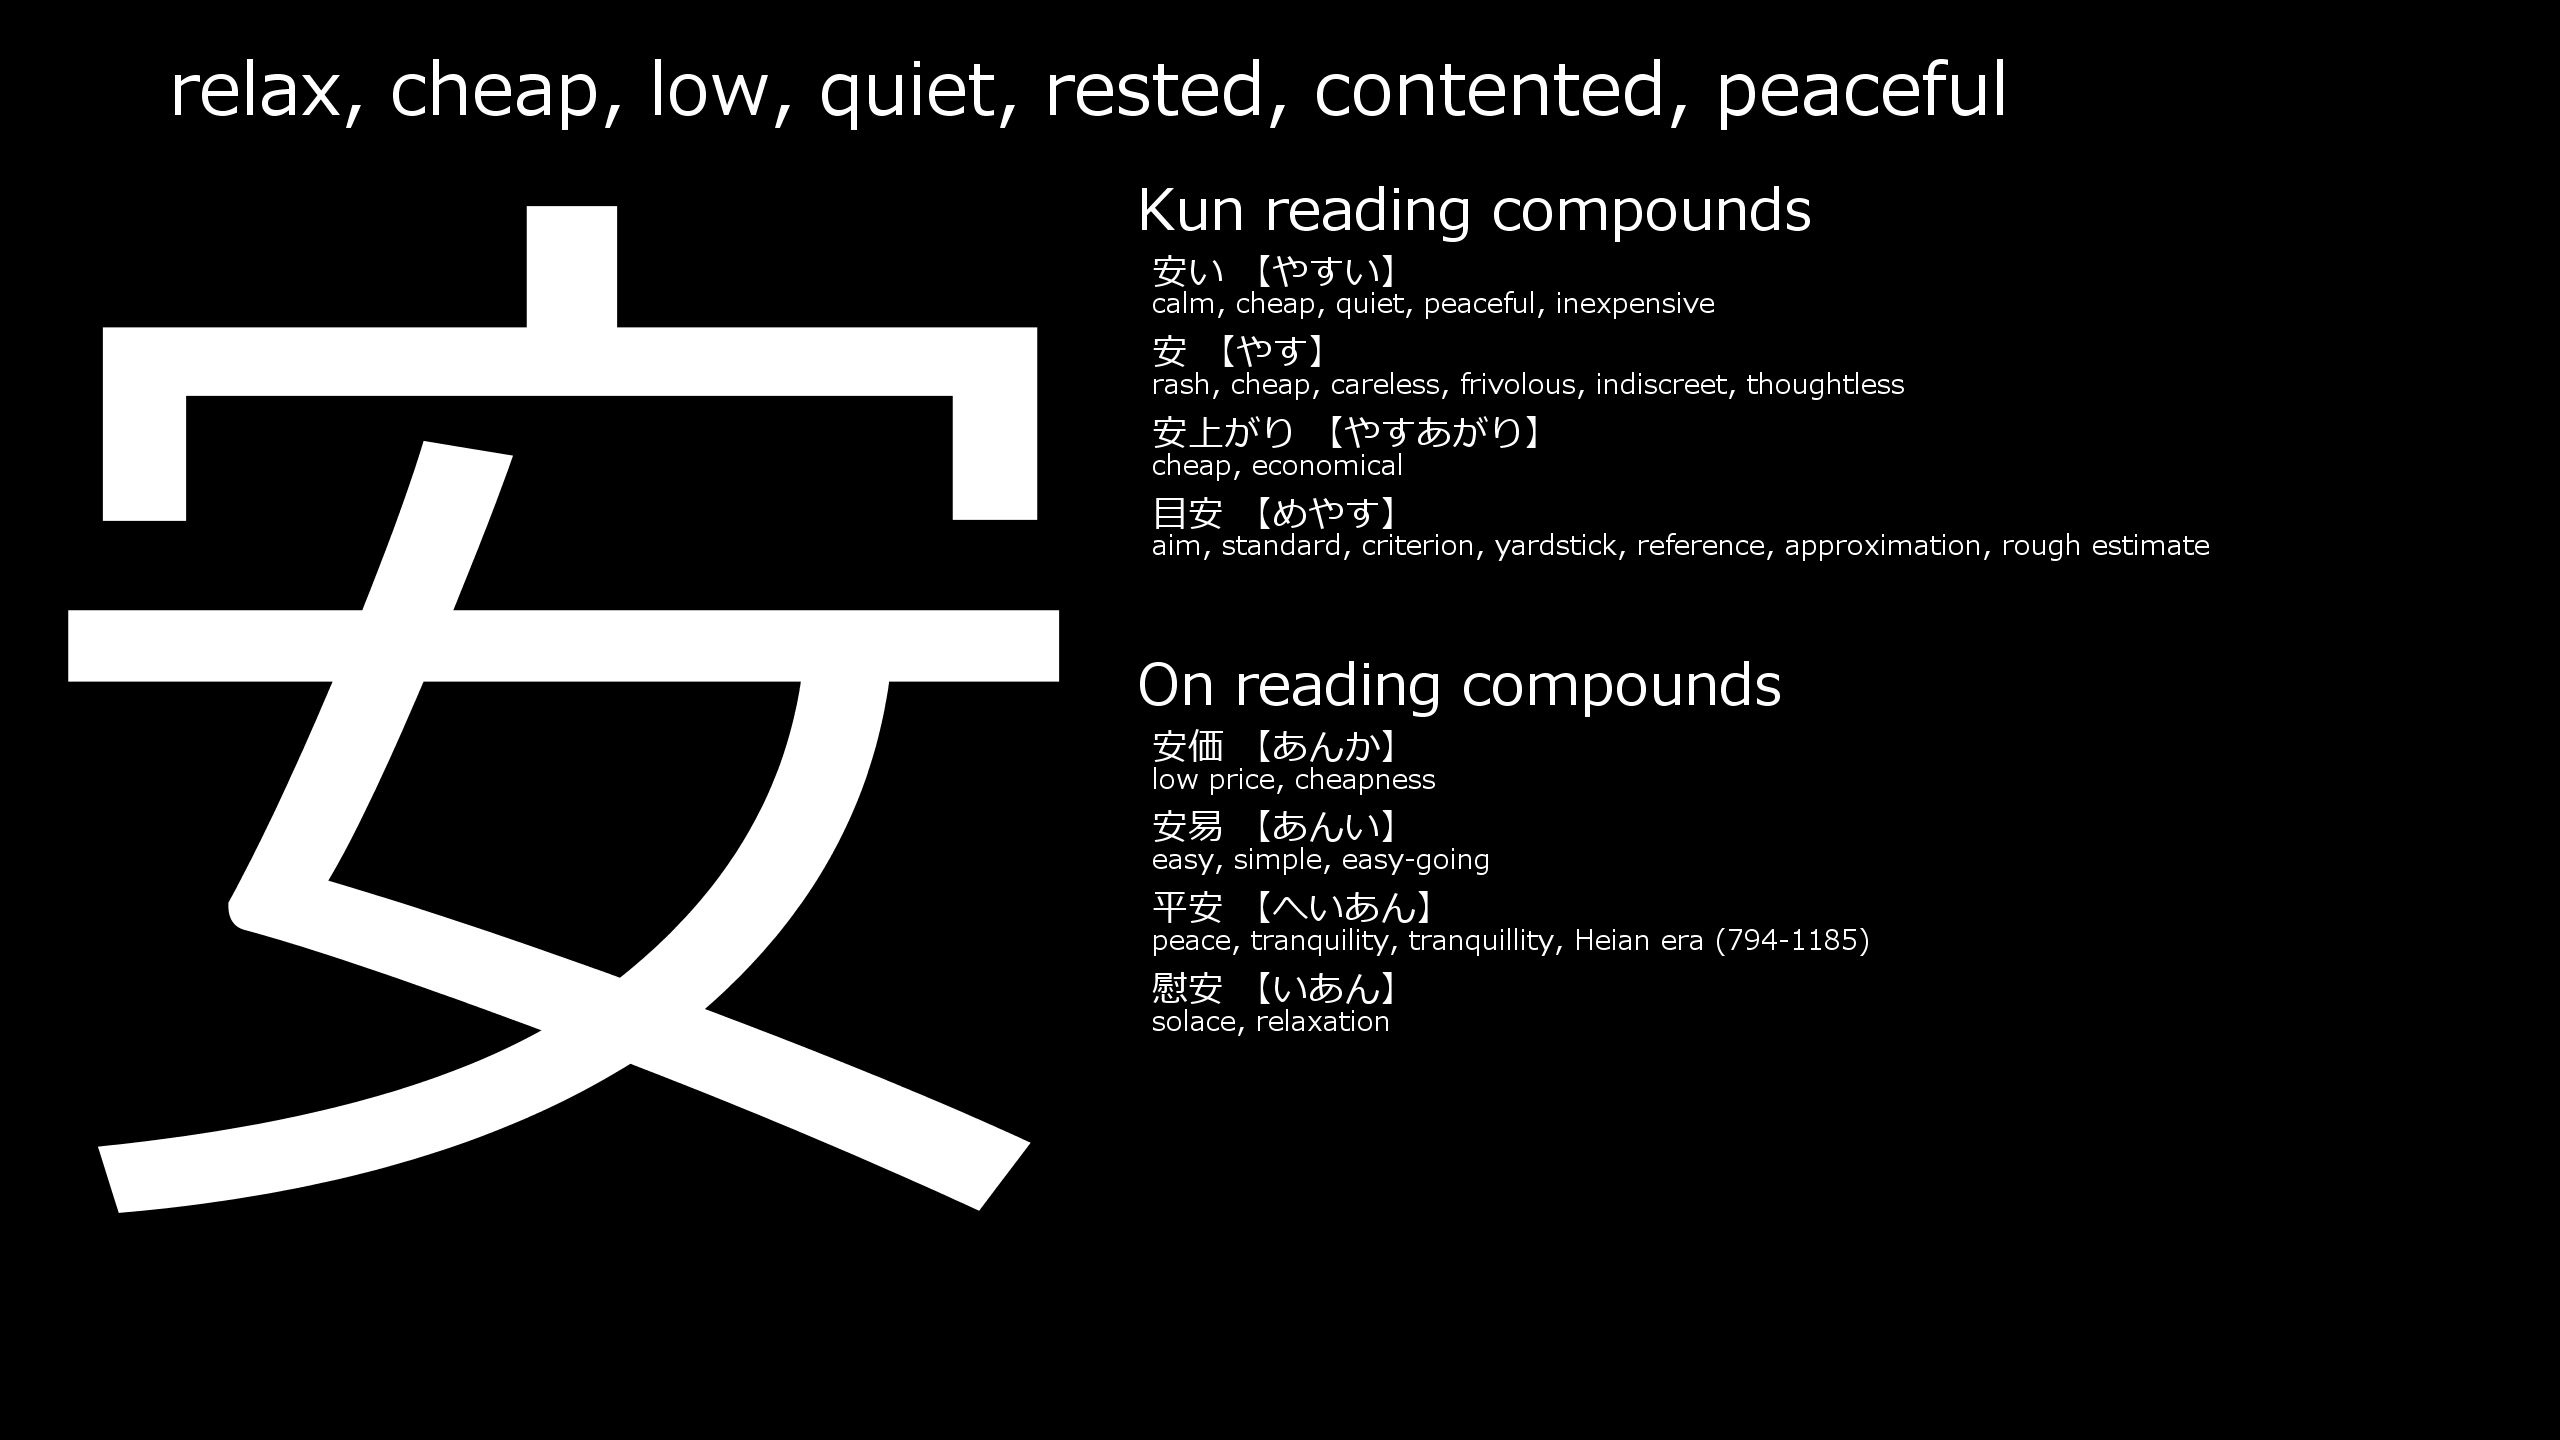 relax, cheap, low, quiet, rested, contented, peaceful
安
Kun reading compounds
安い 【やすい】
calm, cheap, quiet, peaceful, inexpensive
安 【やす】
rash, cheap, careless, frivolous, indiscreet, thoughtless
安上がり 【やすあがり】
cheap, economical
目安 【めやす】
aim, standard, criterion, yardstick, reference, approximation, rough estimate
On reading compounds
安価 【あんか】
low price, cheapness
安易 【あんい】
easy, simple, easy-going
平安 【へいあん】
peace, tranquility, tranquillity, Heian era (794-1185)
慰安 【いあん】
solace, relaxation